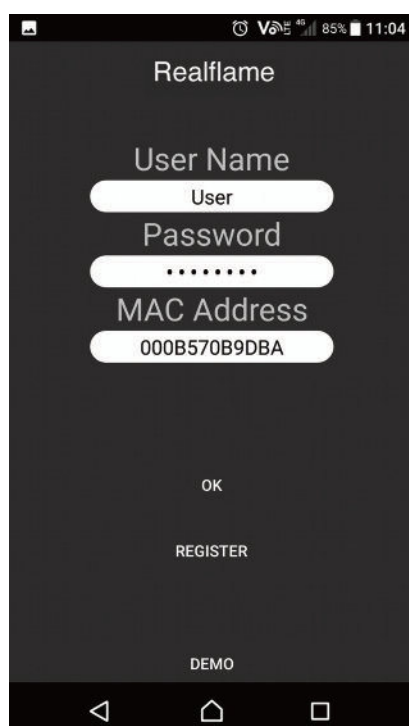 85% 11:04
Realflame
User Name
User
Password
••••••••
MAC Address
000B570B9DBA
OK
REGISTER
DEMO